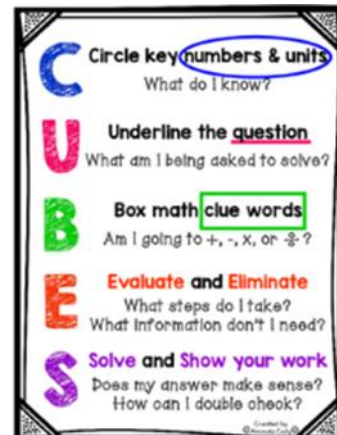 C
Circle key numbers & units
What do I know?
U
Underline the question
What am I being asked to solve?
B
Box math clue words
Am I going to +, -, x, or ÷?
E
Evaluate and Eliminate
What steps do I take?
What information don't I need?
S
Solve and Show your work
Does my answer make sense?
How can I double check?
Created by